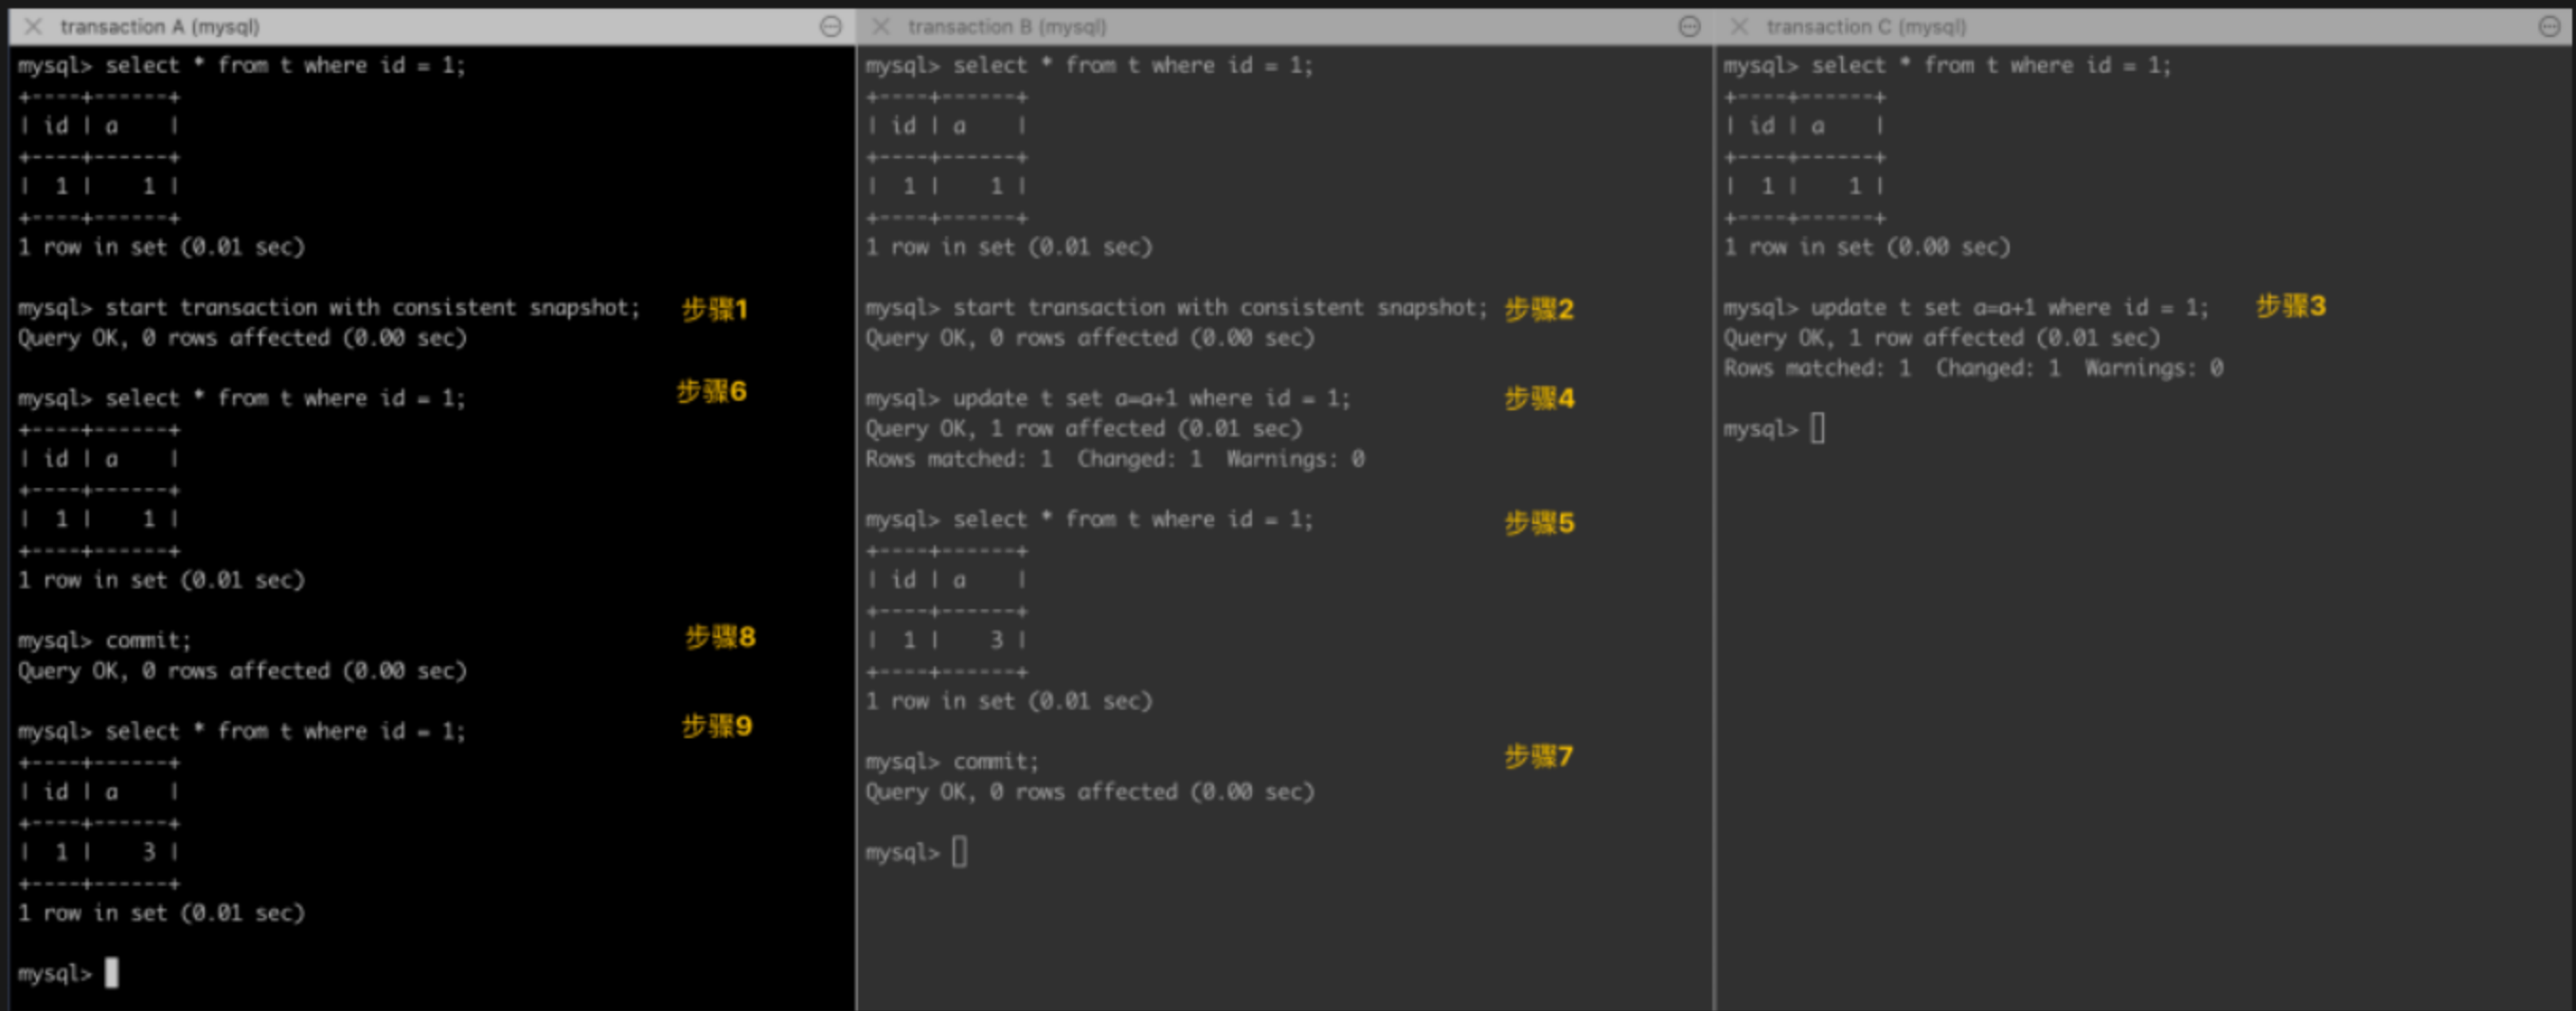 transaction A (mysql)
mysql> select * from t where id = 1;
+----+------+
| id | a    |
+----+------+
|  1 |    1 |
+----+------+
1 row in set (0.01 sec)
mysql> start transaction with consistent snapshot; 步骤1
Query OK, 0 rows affected (0.00 sec)
mysql> select * from t where id = 1; 步骤6
+----+------+
| id | a    |
+----+------+
|  1 |    1 |
+----+------+
1 row in set (0.01 sec)
mysql> commit; 步骤8
Query OK, 0 rows affected (0.00 sec)
mysql> select * from t where id = 1; 步骤9
+----+------+
| id | a    |
+----+------+
|  1 |    3 |
+----+------+
1 row in set (0.01 sec)
mysql>
transaction B (mysql)
mysql> select * from t where id = 1;
+----+------+
| id | a    |
+----+------+
|  1 |    1 |
+----+------+
1 row in set (0.01 sec)
mysql> start transaction with consistent snapshot; 步骤2
Query OK, 0 rows affected (0.00 sec)
mysql> update t set a=a+1 where id = 1; 步骤4
Query OK, 1 row affected (0.01 sec)
Rows matched: 1  Changed: 1  Warnings: 0
mysql> select * from t where id = 1; 步骤5
+----+------+
| id | a    |
+----+------+
|  1 |    3 |
+----+------+
1 row in set (0.01 sec)
mysql> commit; 步骤7
Query OK, 0 rows affected (0.00 sec)
mysql>
transaction C (mysql)
mysql> select * from t where id = 1;
+----+------+
| id | a    |
+----+------+
|  1 |    1 |
+----+------+
1 row in set (0.00 sec)
mysql> update t set a=a+1 where id = 1; 步骤3
Query OK, 1 row affected (0.01 sec)
Rows matched: 1  Changed: 1  Warnings: 0
mysql>